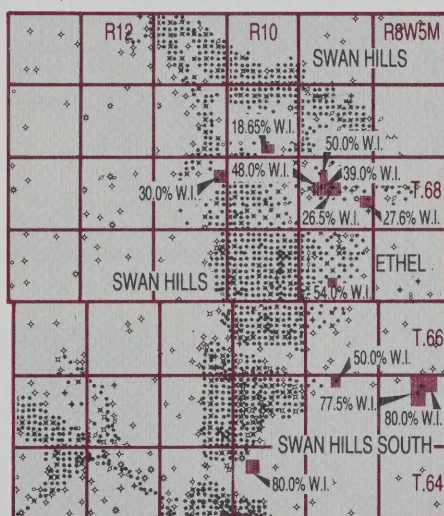 R12 R10 R8W5M
SWAN HILLS
18.65% W.I.
50.0% W.I.
48.0% W.I. 39.0% W.I.
30.0% W.I. T.68
26.5% W.I. 27.6% W.I.
ETHEL
SWAN HILLS
54.0% W.I.
T.66
50.0% W.I.
77.5% W.I.
80.0% W.I.
SWAN HILLS SOUTH
80.0% W.I. T.64